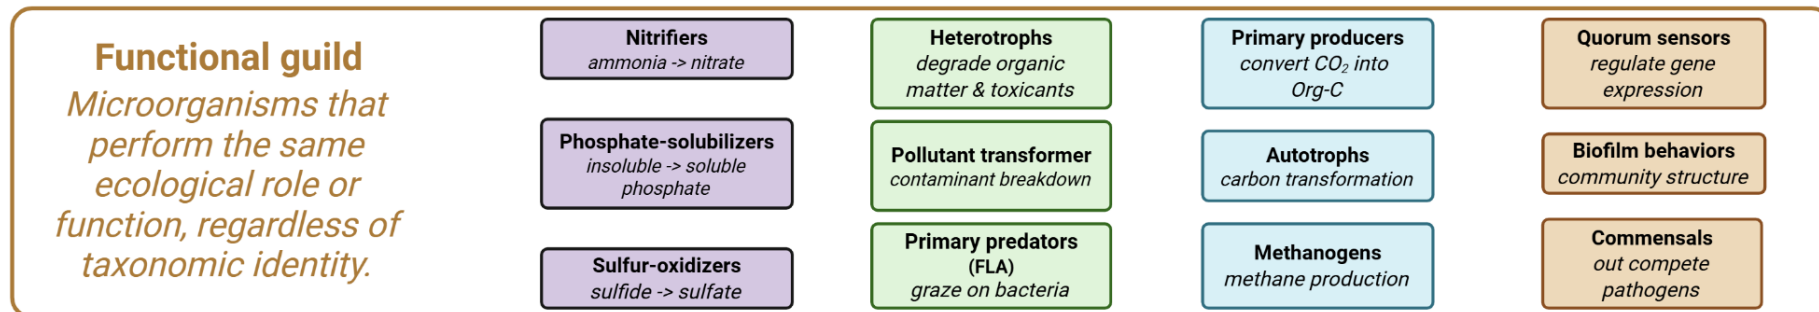 Functional guild
Microorganisms that
perform the same
ecological role or
function, regardless of
taxonomic identity.
Nitrifiers
ammonia -> nitrate
Phosphate-solubilizers
insoluble -> soluble
phosphate
Sulfur-oxidizers
sulfide -> sulfate
Heterotrophs
degrade organic
matter & toxicants
Pollutant transformer
contaminant breakdown
Primary predators
(FLA)
graze on bacteria
Primary producers
convert CO₂ into
Org-C
Autotrophs
carbon transformation
Methanogens
methane production
Quorum sensors
regulate gene
expression
Biofilm behaviors
community structure
Commensals
out compete
pathogens